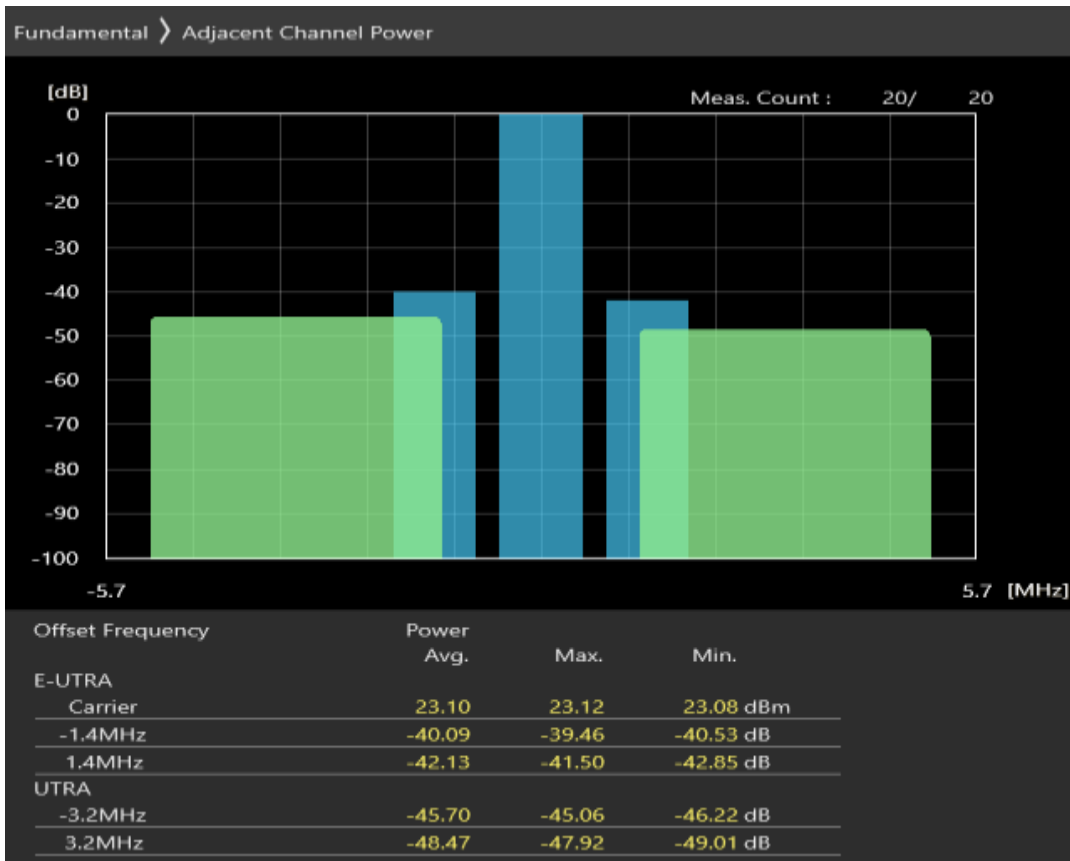 Fundamental 〉 Adjacent Channel Power
[dB]
Meas. Count : 20/ 20
0
-10
-20
-30
-40
-50
-60
-70
-80
-90
-100
-5.7 5.7 [MHz]
Offset Frequency Power
Avg. Max. Min.
E-UTRA
Carrier 23.10 23.12 23.08 dBm
-1.4MHz -40.09 -39.46 -40.53 dB
1.4MHz -42.13 -41.50 -42.85 dB
UTRA
-3.2MHz -45.70 -45.06 -46.22 dB
3.2MHz -48.47 -47.92 -49.01 dB